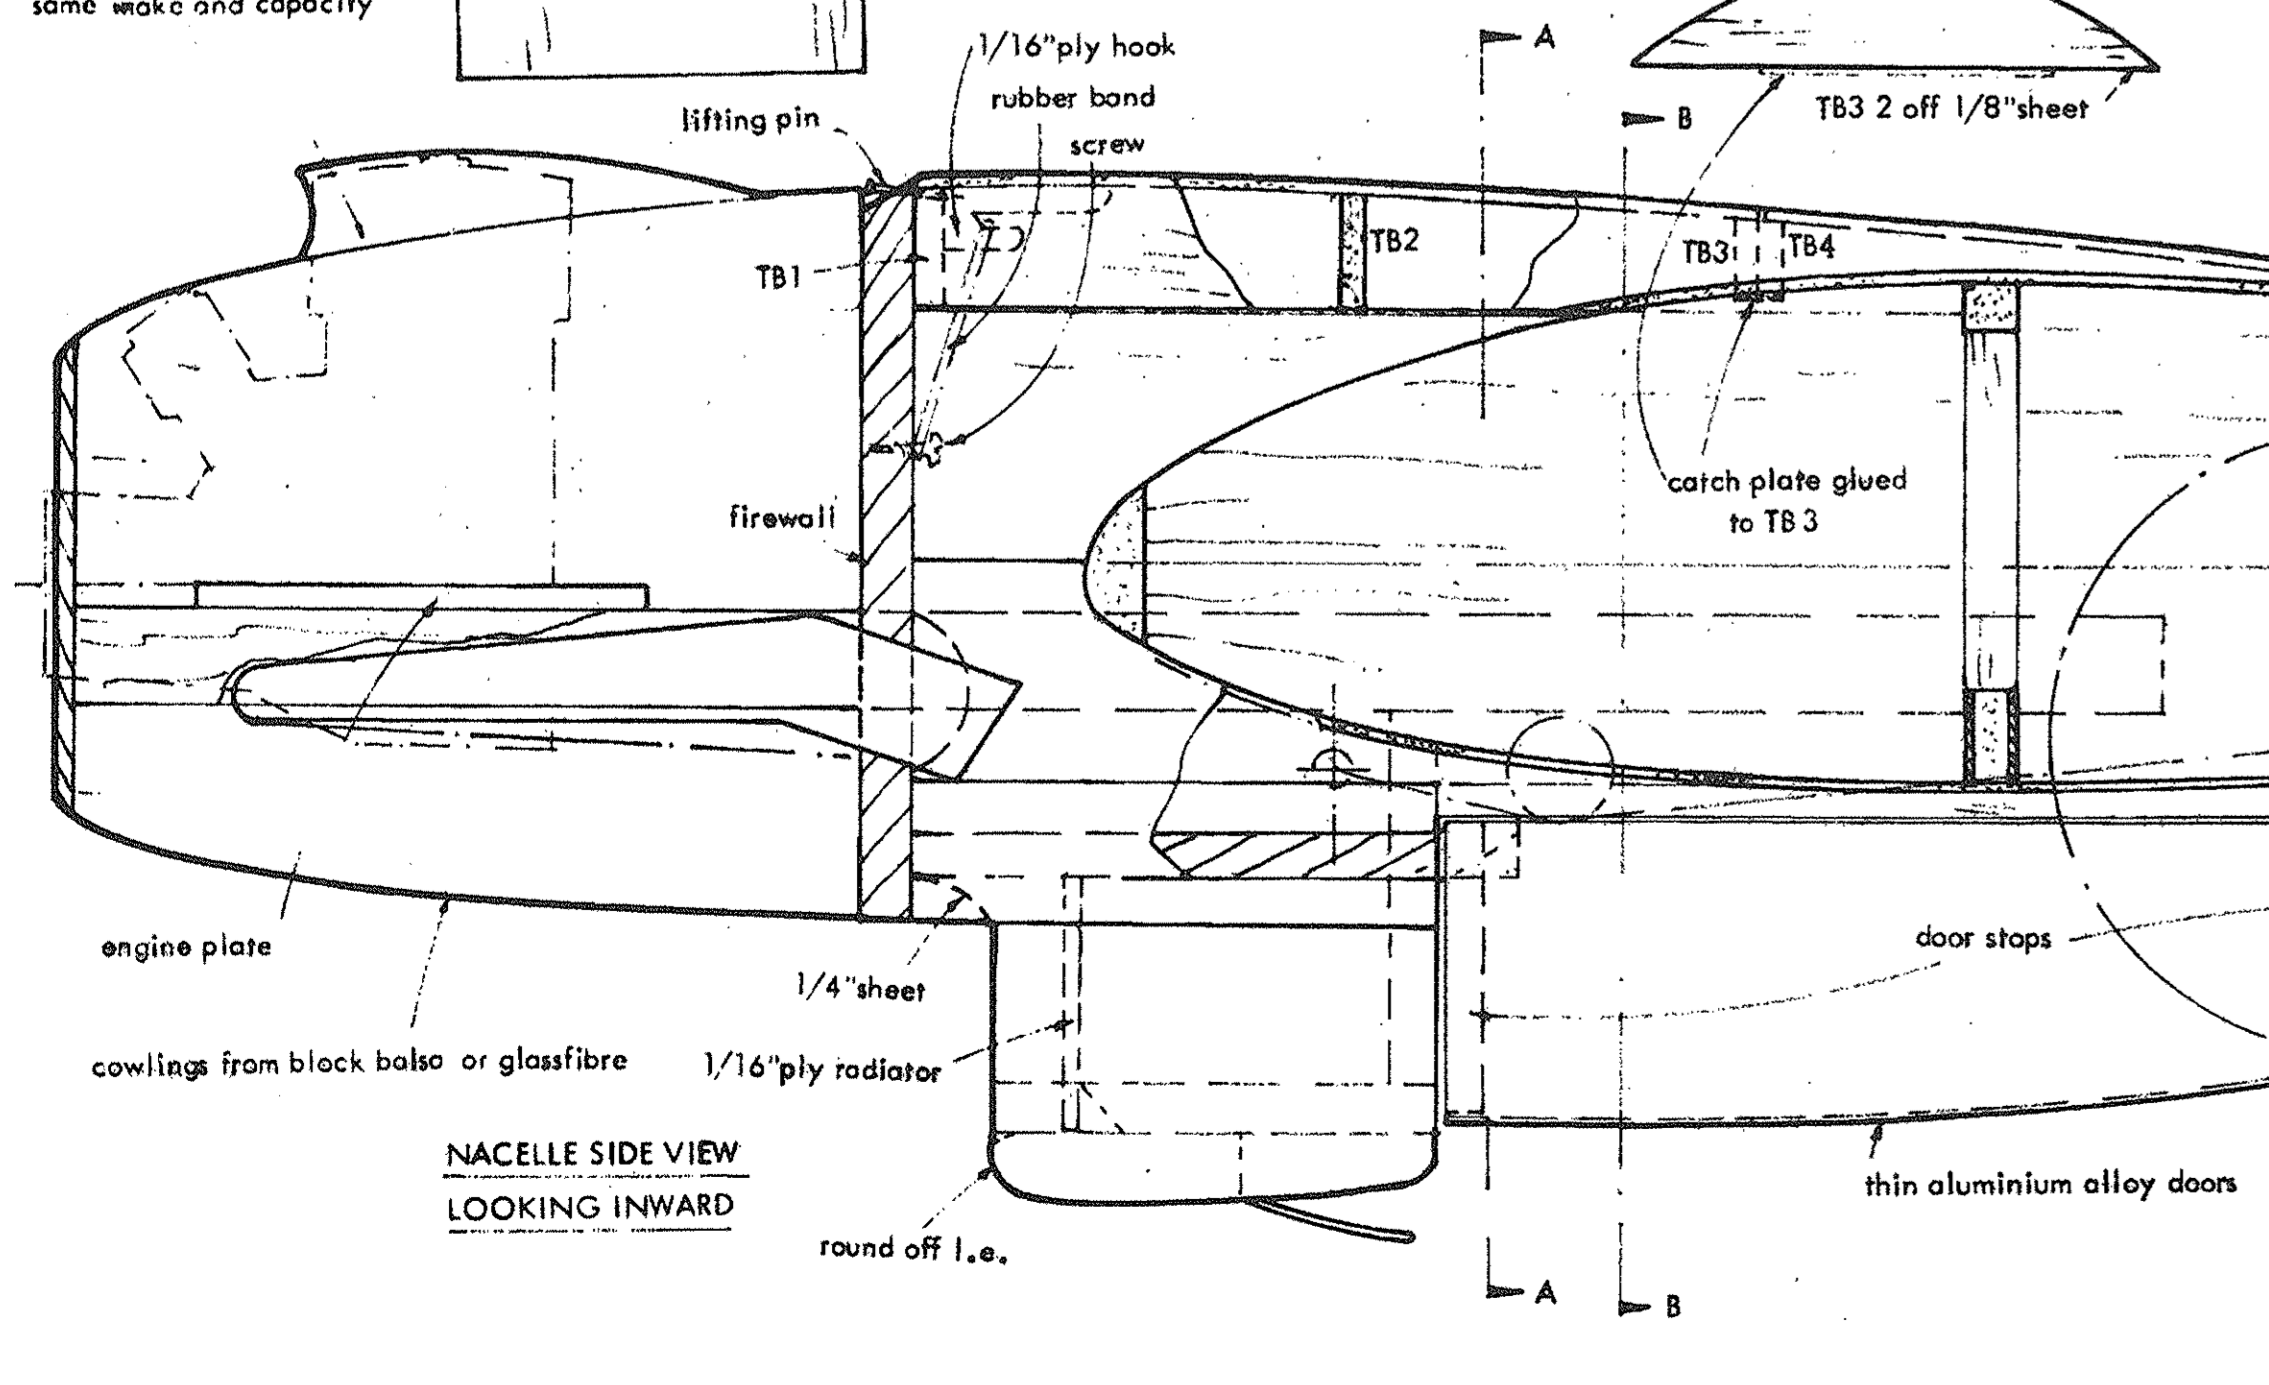 same make and capacity
1/16"ply hook
A
rubber band
TB3 2 off 1/8"sheet
lifting pin
B
screw
TB2
TB3
TB4
TB1
catch plate glued
to TB 3
firewall
engine plate
door stops
1/4"sheet
cowlings from block balsa or glassfibre
1/16"ply radiator
NACELLE SIDE VIEW
LOOKING INWARD
thin aluminium alloy doors
round off l.e.
A
B